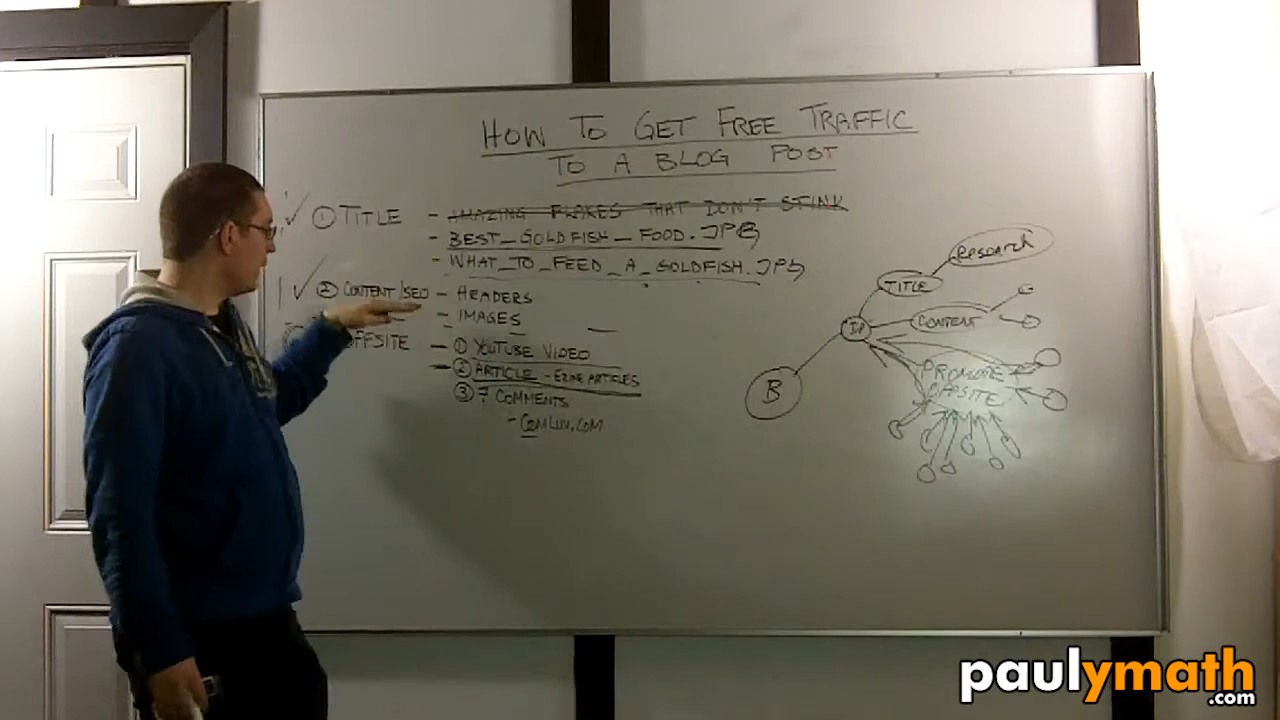 HOW TO GET FREE TRAFFIC
TO A BLOG POST
① TITLE - AMAZING FLAKES THAT DON'T STINK
- BEST_GOLDFISH_FOOD.JPG
- WHAT_TO_FEED_A_GOLDFISH.JPG
② CONTENT/SEO - HEADERS
- IMAGES
OFFSITE - ① YOUTUBE VIDEO
- ② ARTICLE - EZINE ARTICLES
③ 7 COMMENTS
- COMLUV.COM
RESEARCH
TITLE
CONTENT
PROMOTE
OFFSITE
B
paulymath
.com